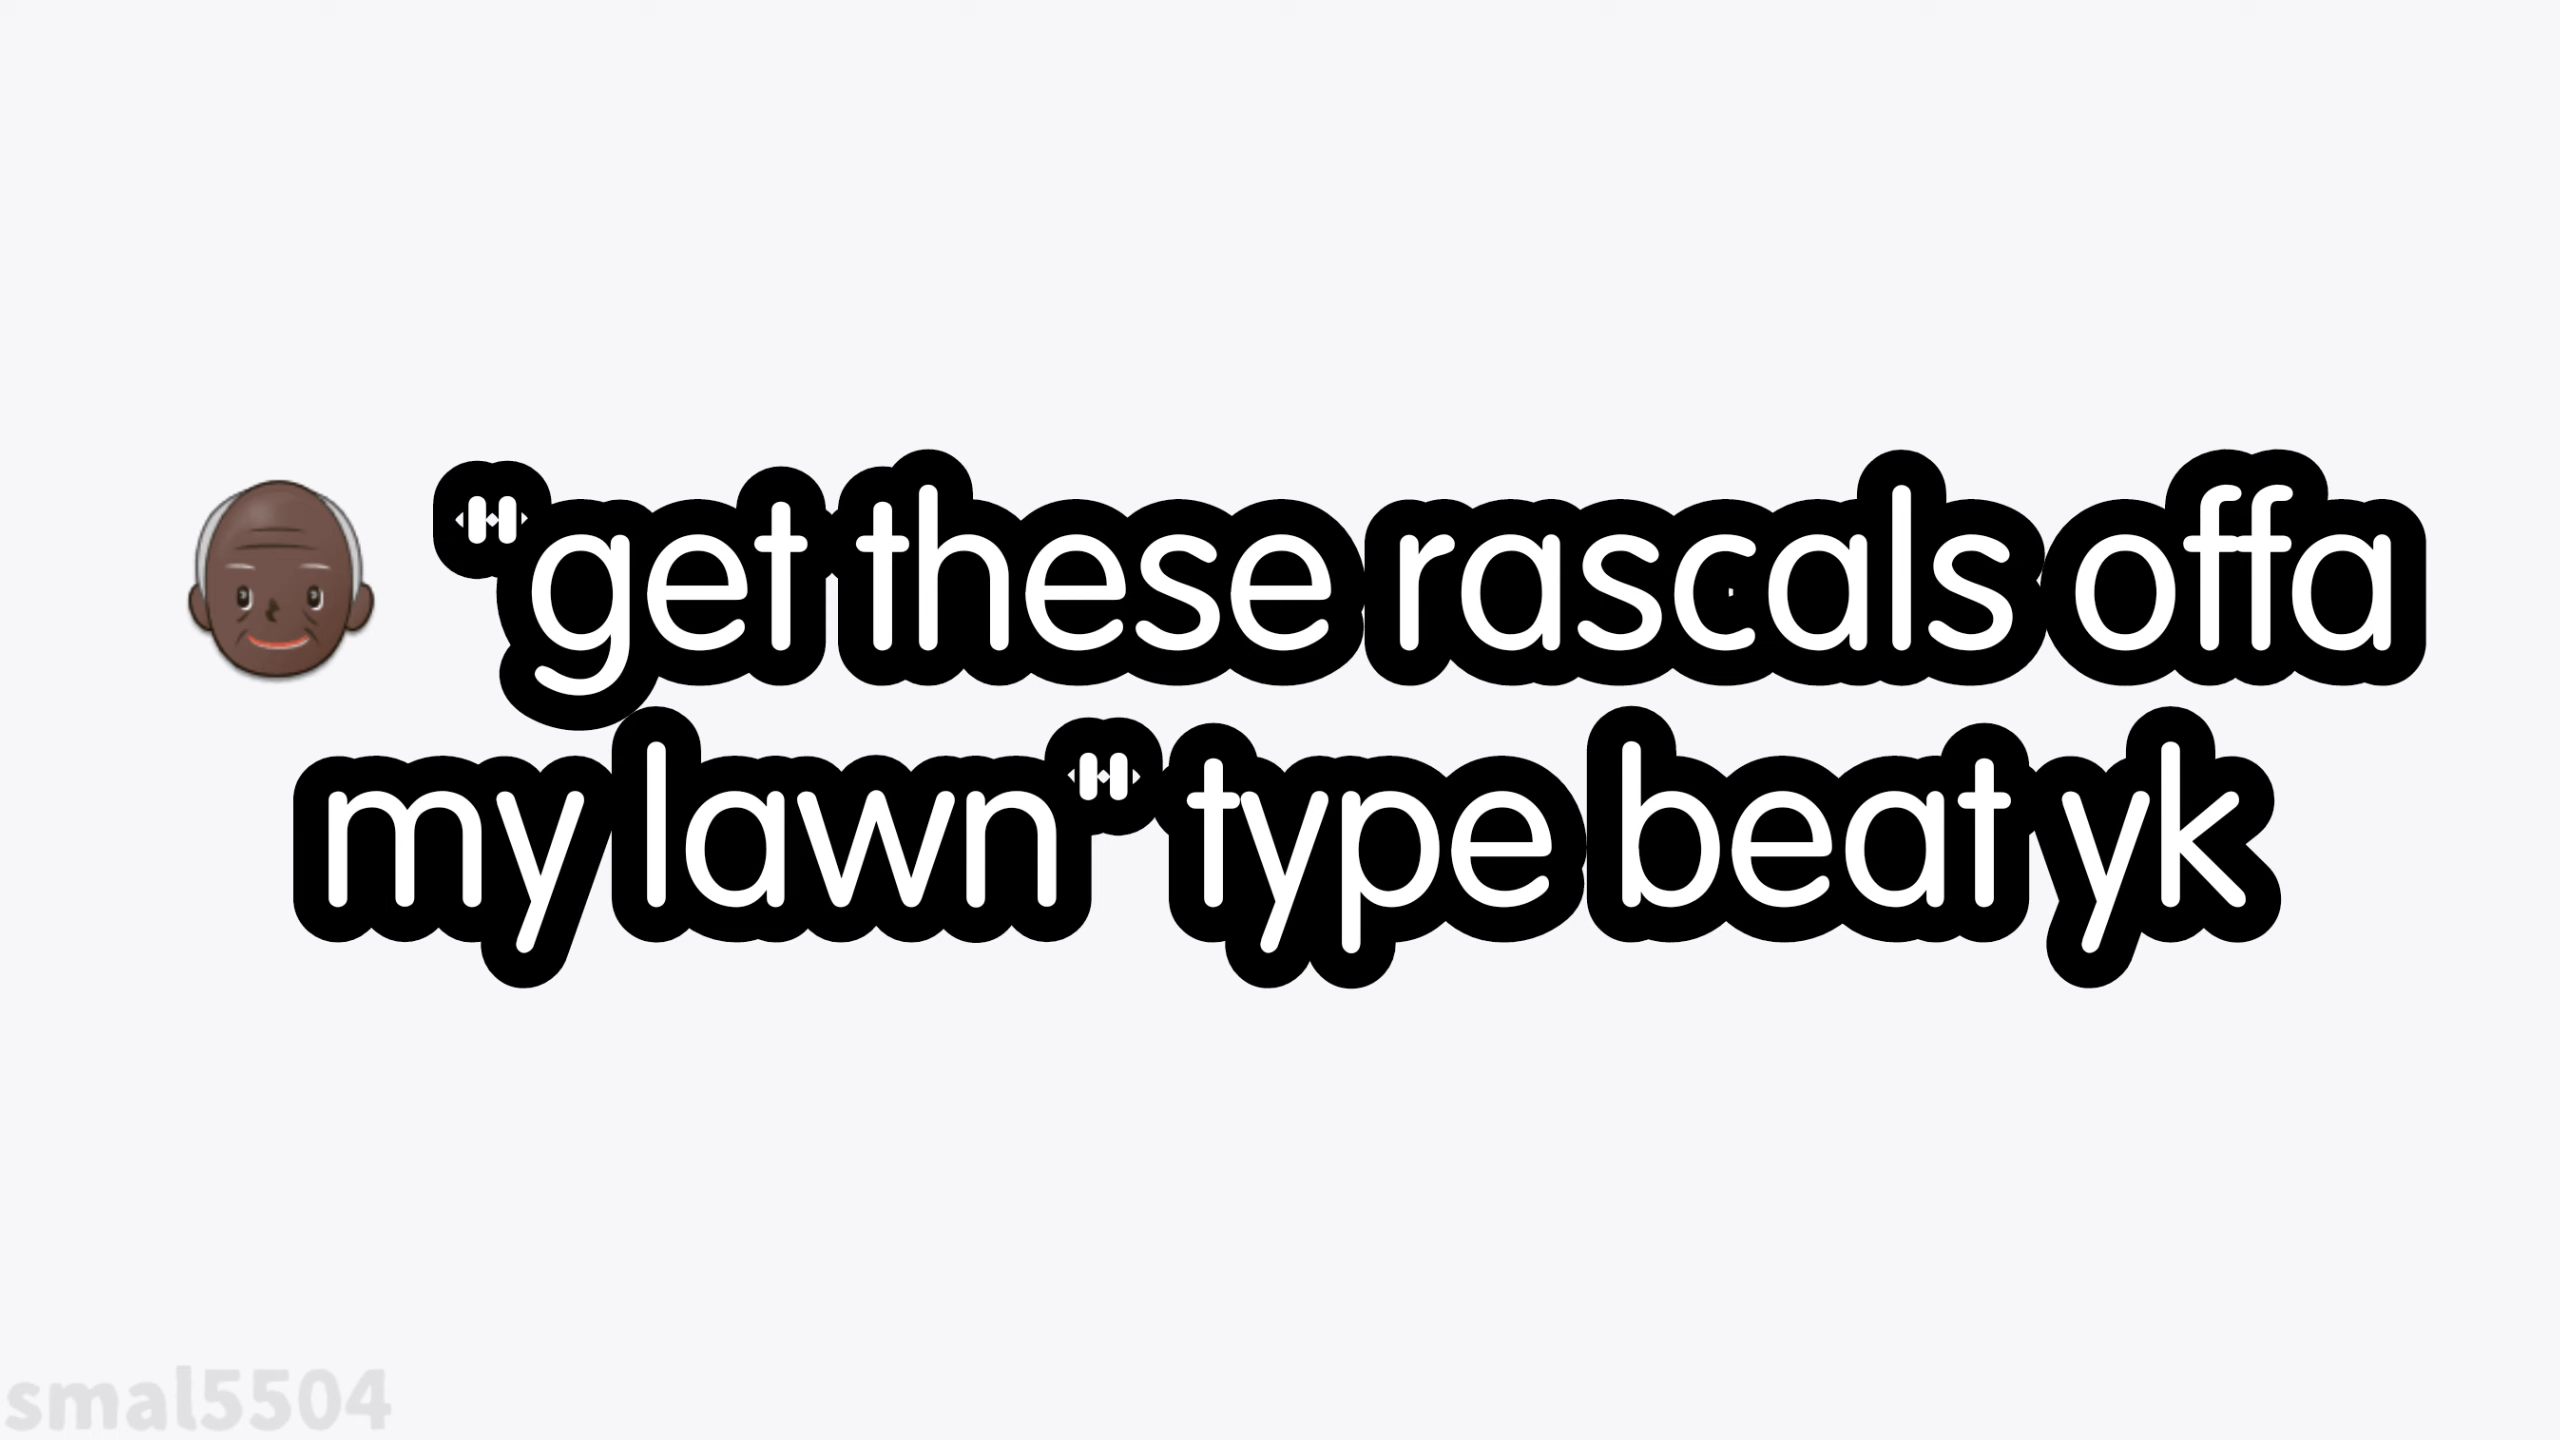 👴🏿 "get these rascals offa
my lawn" type beat yk
smal5504